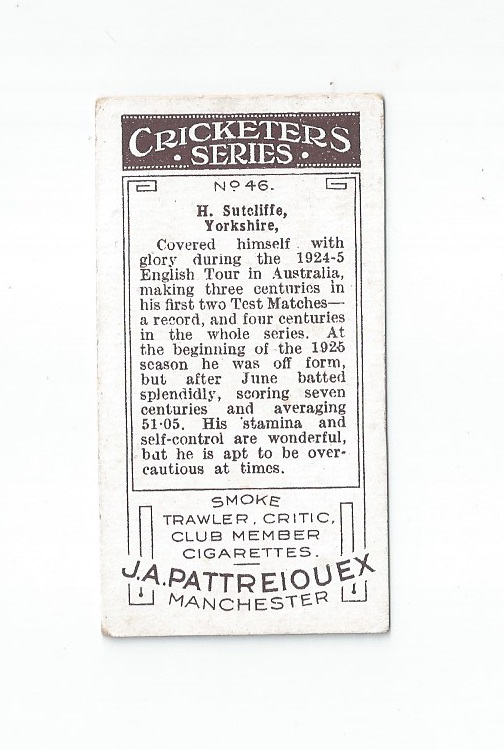 CRICKETERS
• SERIES •
No 46.
H. Sutcliffe,
Yorkshire,
Covered himself with
glory during the 1924-5
English Tour in Australia,
making three centuries in
his first two Test Matches—
a record, and four centuries
in the whole series. At
the beginning of the 1925
season he was off form,
but after June batted
splendidly, scoring seven
centuries and averaging
51·05. His stamina and
self-control are wonderful,
but he is apt to be over-
cautious at times.
SMOKE
TRAWLER, CRITIC,
CLUB MEMBER
CIGARETTES.
J.A. PATTREIOUEX
MANCHESTER